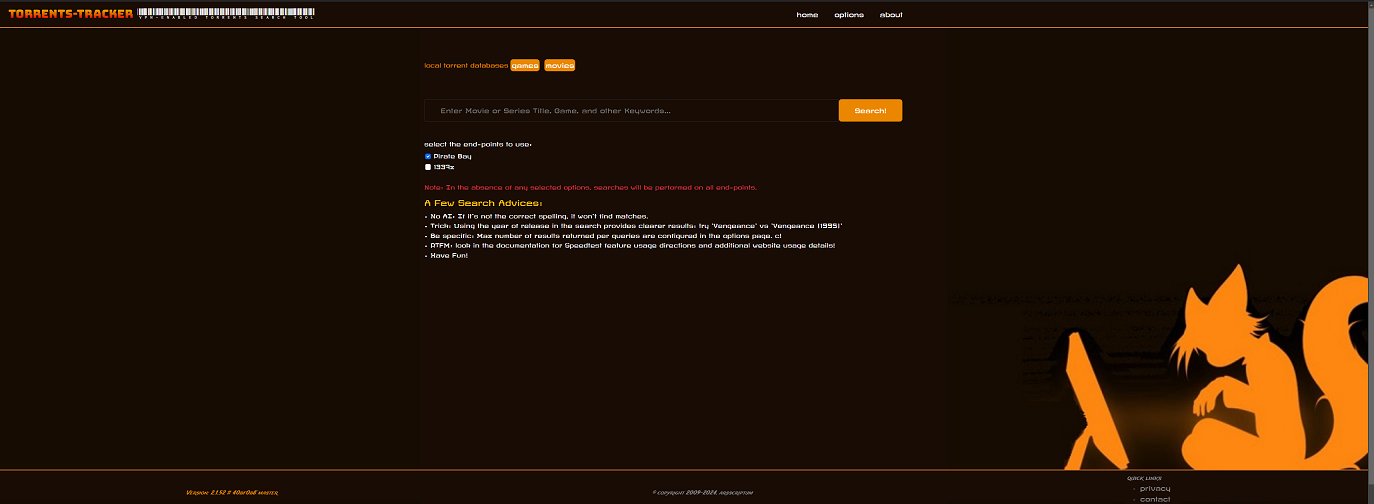 TORRENTS-TRACKER
VPN-ENABLED TORRENTS SEARCH TOOL
home options about
local torrent databases games movies
Enter Movie or Series Title, Game, and other Keywords...
Search!
select the end-points to use:
Pirate Bay
1337x
Note: In the absence of any selected options, searches will be performed on all end-points.
A Few Search Advices:
• No AI: If it's not the correct spelling, it won't find matches.
• Trick: Using the year of release in the search provides clearer results: try 'Vengeance' vs 'Vengeance (1995)'
• Be specific: Max number of results returned per queries are configured in the options page. c!
• RTFM: look in the documentation for Speedtest feature usage directions and additional website usage details!
• Have Fun!
Version: 2.1.52 #
master
© copyright 2009-2024.
quick links
• privacy
• contact